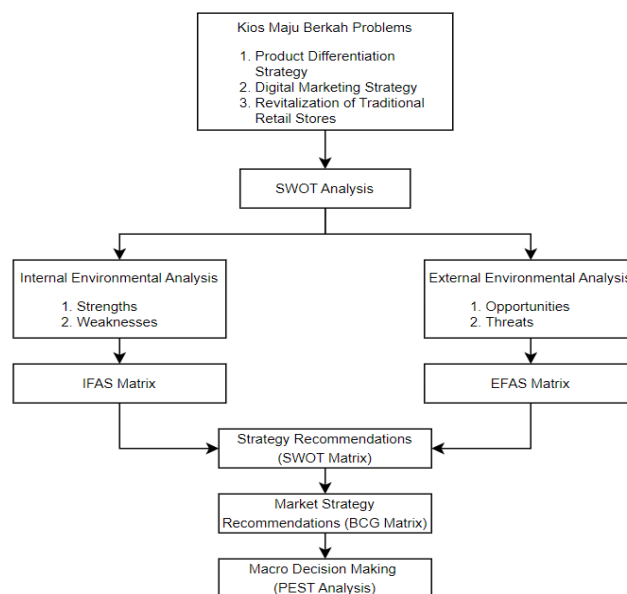 Kios Maju Berkah Problems
1. Product Differentiation
Strategy
2. Digital Marketing Strategy
3. Revitalization of Traditional
Retail Stores
SWOT Analysis
Internal Environmental Analysis
1. Strengths
2. Weaknesses
External Environmental Analysis
1. Opportunities
2. Threats
IFAS Matrix
EFAS Matrix
Strategy Recommendations
(SWOT Matrix)
Market Strategy
Recommendations (BCG Matrix)
Macro Decision Making
(PEST Analysis)